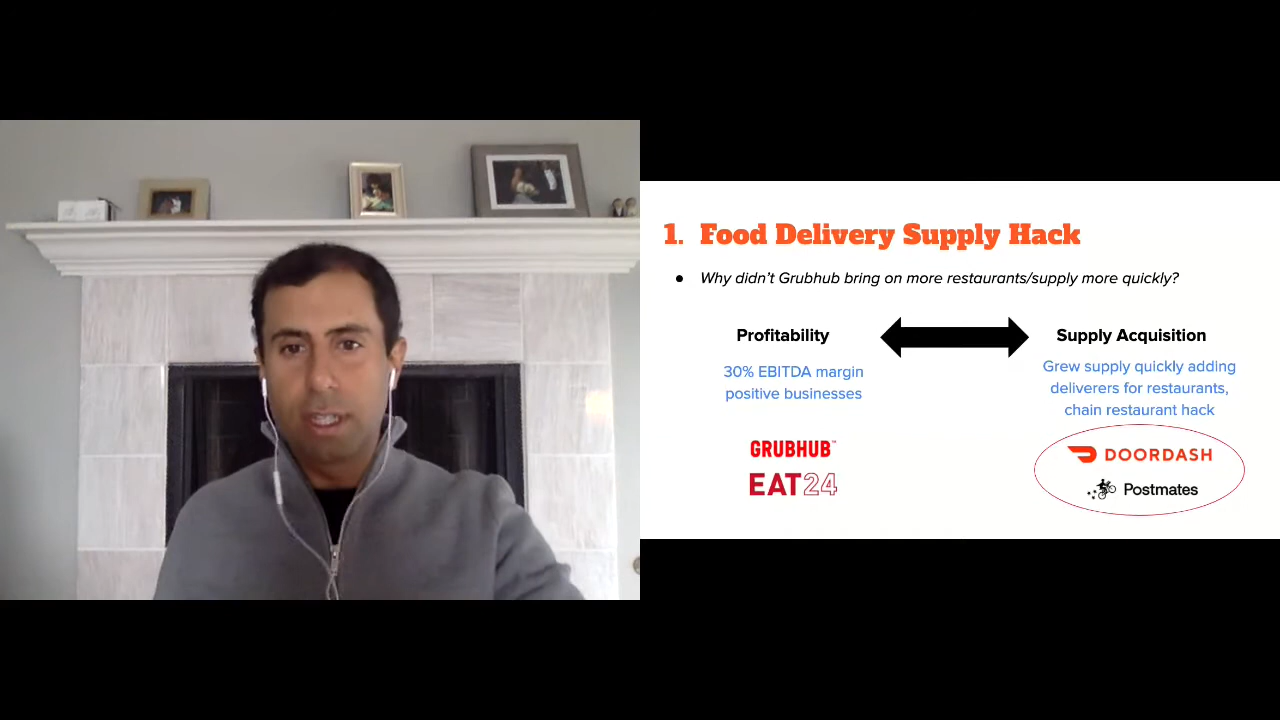 1. Food Delivery Supply Hack
● Why didn't Grubhub bring on more restaurants/supply more quickly?
Profitability
30% EBITDA margin
positive businesses
GRUBHUB™
EAT24
Supply Acquisition
Grew supply quickly adding
deliverers for restaurants,
chain restaurant hack
DOORDASH
Postmates